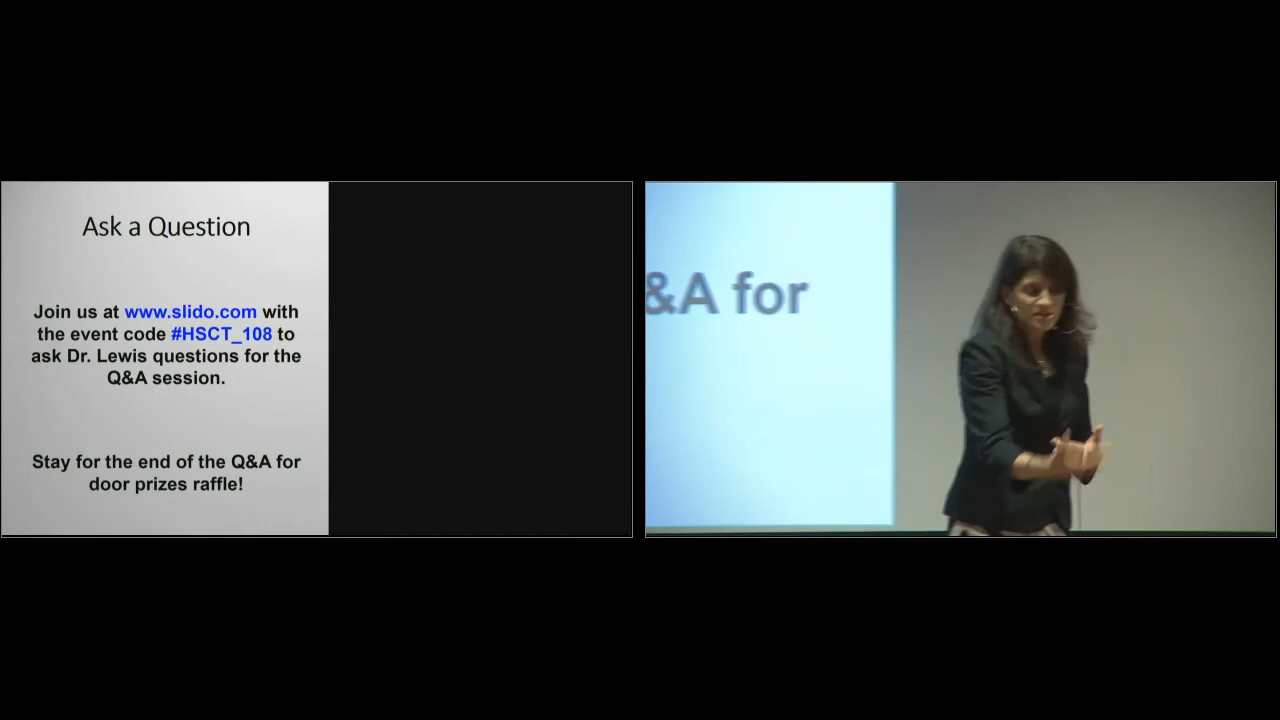 Ask a Question
Join us at www.slido.com with
the event code #HSCT_108 to
ask Dr. Lewis questions for the
Q&A session.
Stay for the end of the Q&A for
door prizes raffle!
&A for